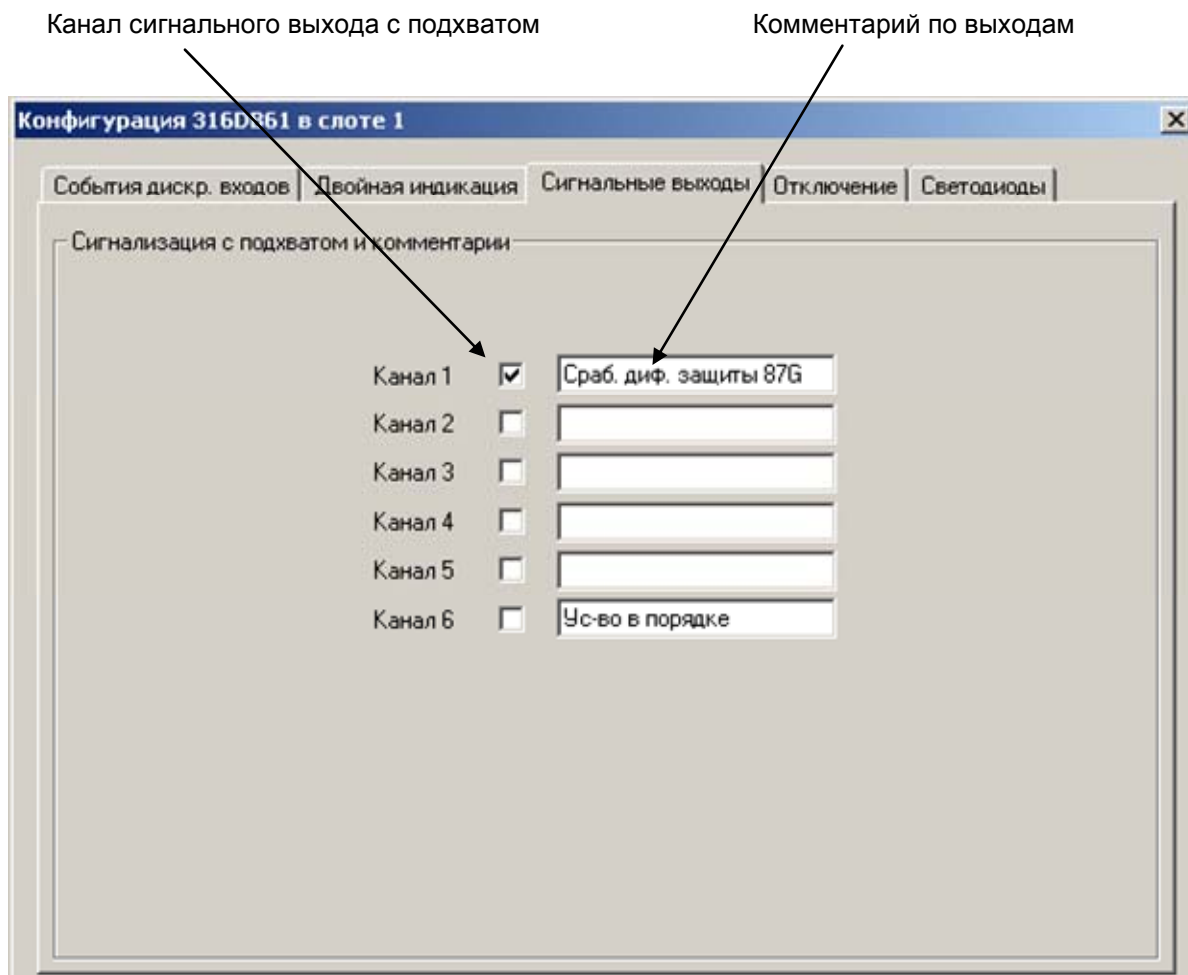 Канал сигнального выхода с подхватом
Комментарий по выходам
Конфигурация 316DB61 в слоте 1
События дискр. входов
Двойная индикация
Сигнальные выходы
Отключение
Светодиоды
Сигнализация с подхватом и комментарии
Канал 1
Сраб. диф. защиты 87G
Канал 2
Канал 3
Канал 4
Канал 5
Канал 6
Ус-во в порядке